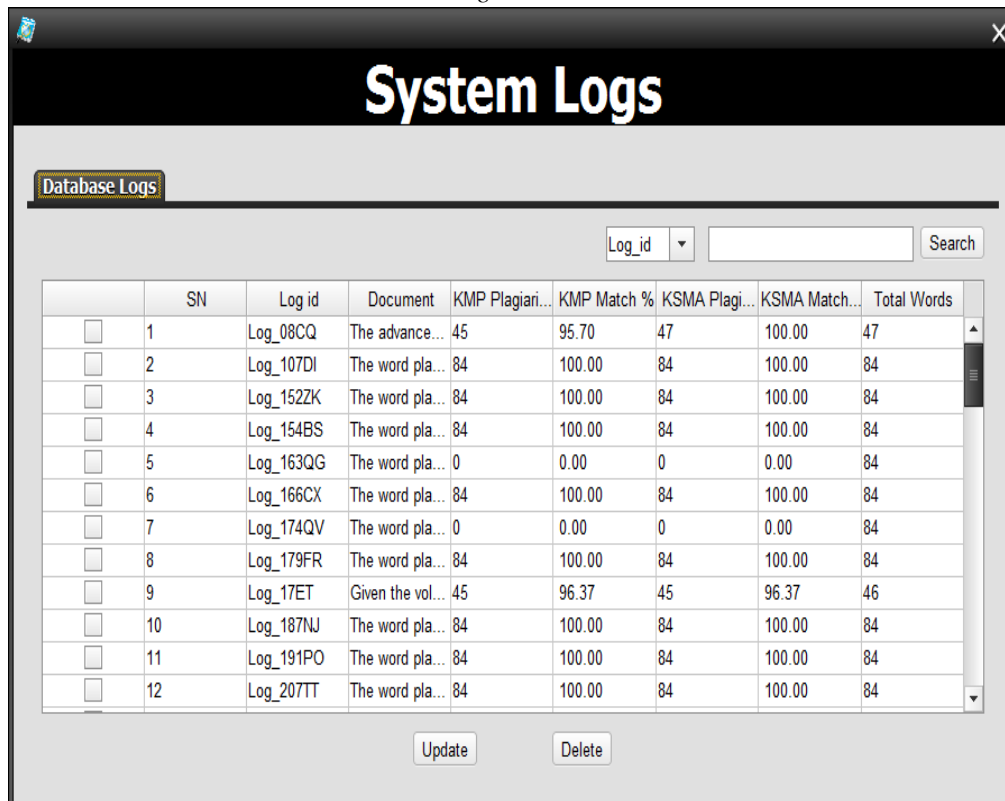 X
System Logs
Database Logs
Log_id Search
SN Log id Document KMP Plagiari... KMP Match % KSMA Plagi... KSMA Match... Total Words
1 Log_08CQ The advance... 45 95.70 47 100.00 47
2 Log_107DI The word pla... 84 100.00 84 100.00 84
3 Log_152ZK The word pla... 84 100.00 84 100.00 84
4 Log_154BS The word pla... 84 100.00 84 100.00 84
5 Log_163QG The word pla... 0 0.00 0 0.00 84
6 Log_166CX The word pla... 84 100.00 84 100.00 84
7 Log_174QV The word pla... 0 0.00 0 0.00 84
8 Log_179FR The word pla... 84 100.00 84 100.00 84
9 Log_17ET Given the vol... 45 96.37 45 96.37 46
10 Log_187NJ The word pla... 84 100.00 84 100.00 84
11 Log_191PO The word pla... 84 100.00 84 100.00 84
12 Log_207TT The word pla... 84 100.00 84 100.00 84
Update Delete